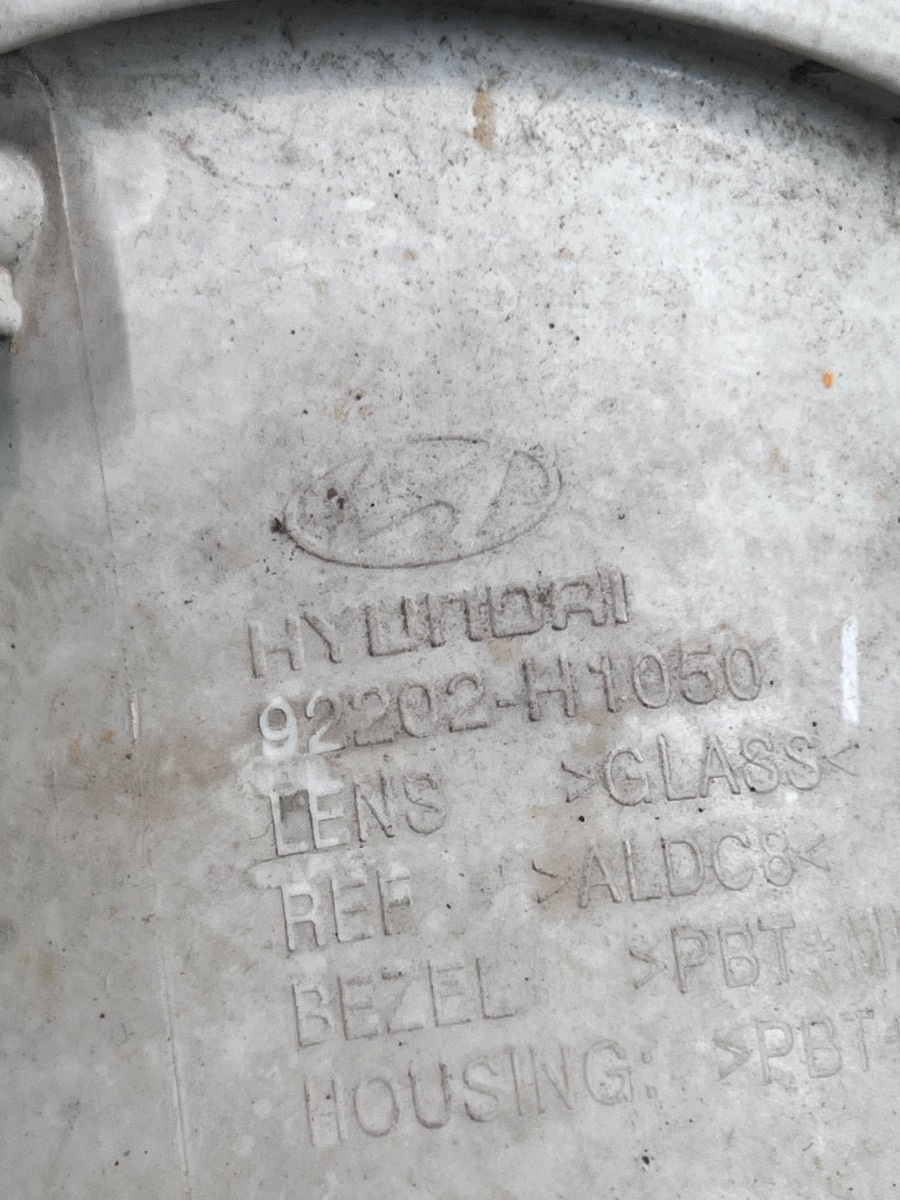 HYUNDAI
92202-H1050
LENS >GLASS<
REF >ALDC8<
BEZEL >PBT+
HOUSING: >PBT+